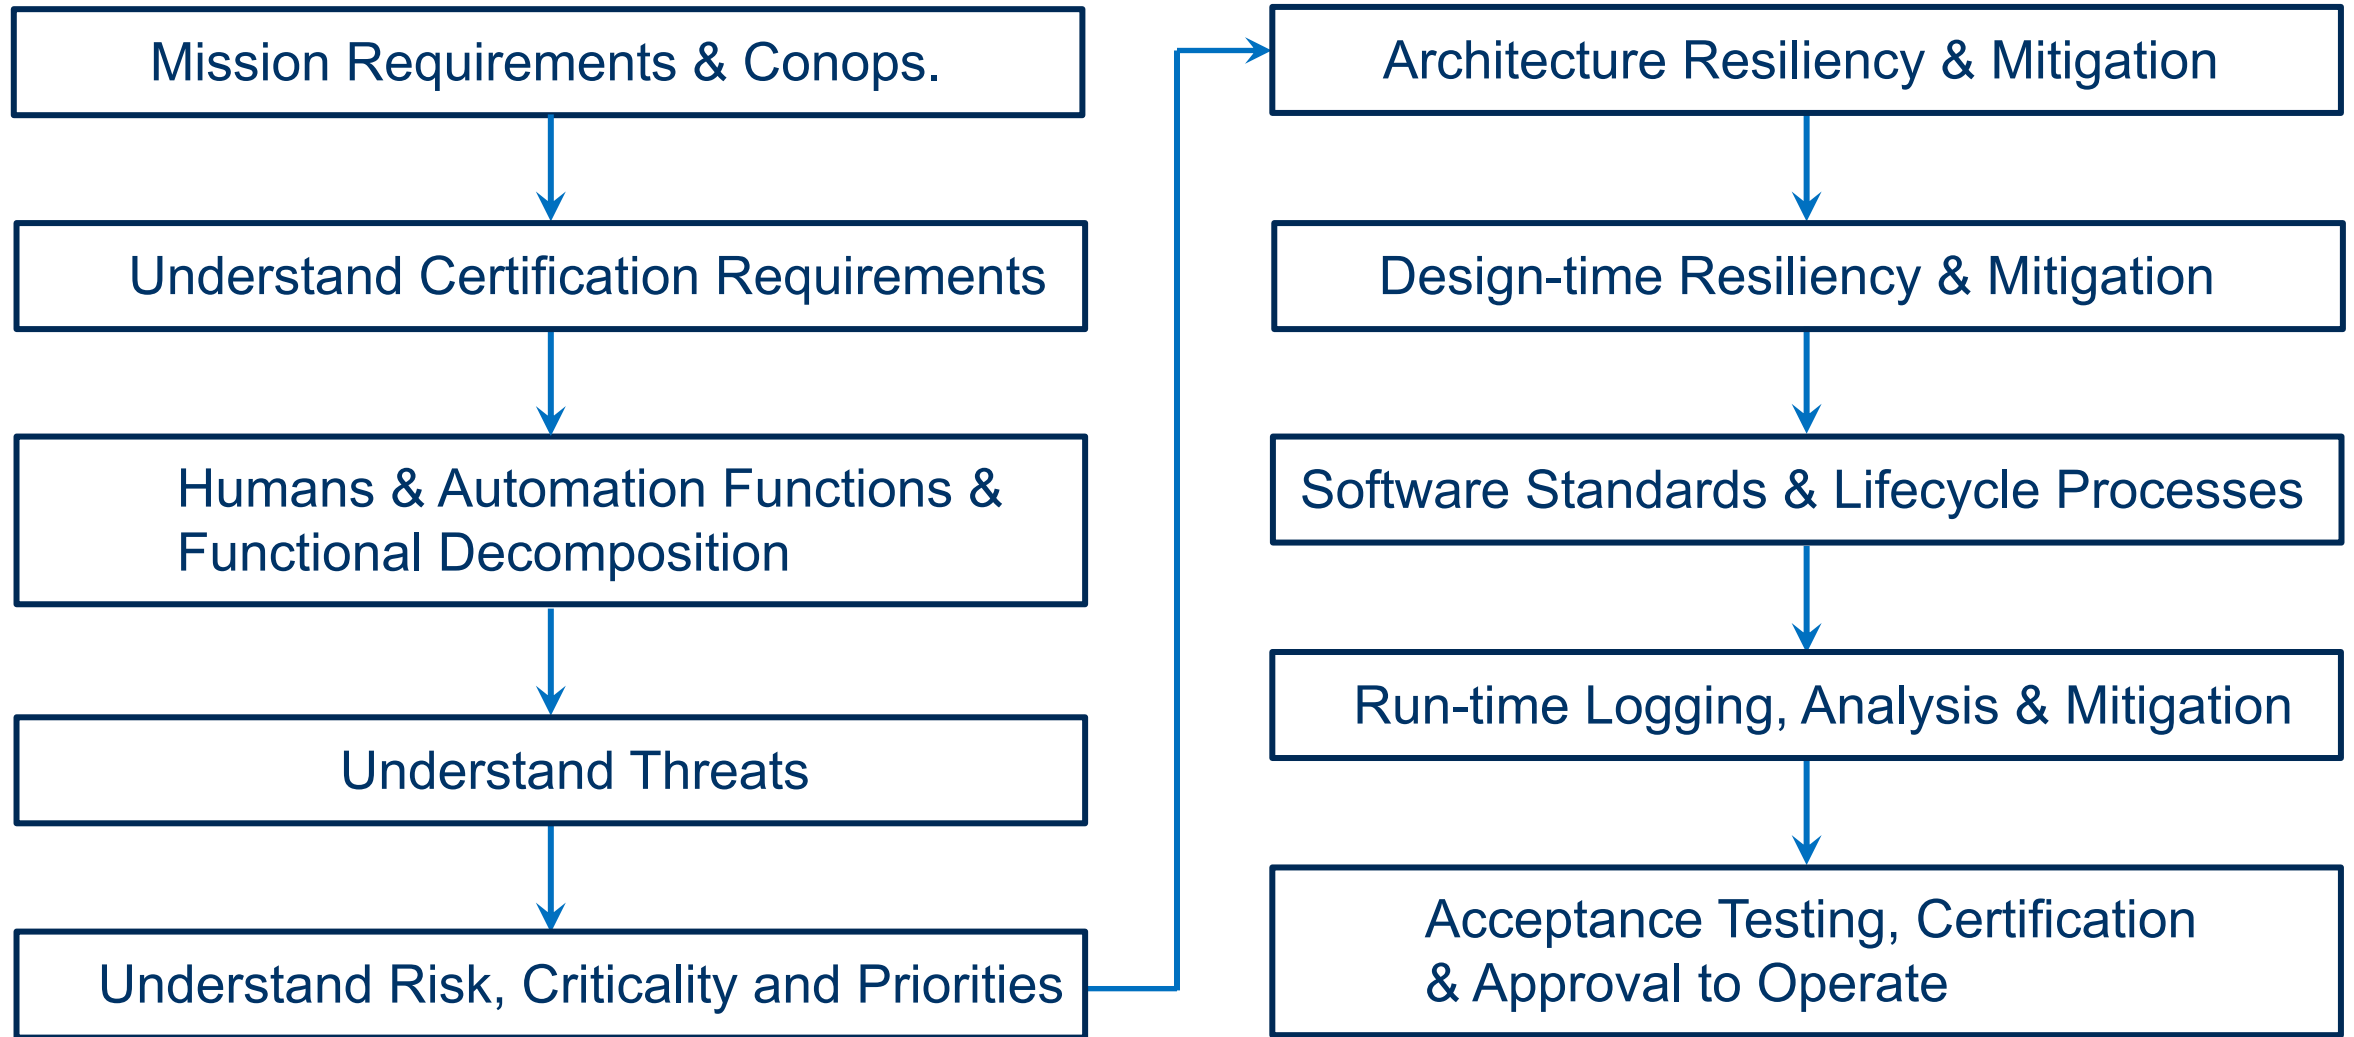 Mission Requirements & Conops.
Understand Certification Requirements
Humans & Automation Functions &
Functional Decomposition
Understand Threats
Understand Risk, Criticality and Priorities
Architecture Resiliency & Mitigation
Design-time Resiliency & Mitigation
Software Standards & Lifecycle Processes
Run-time Logging, Analysis & Mitigation
Acceptance Testing, Certification
& Approval to Operate